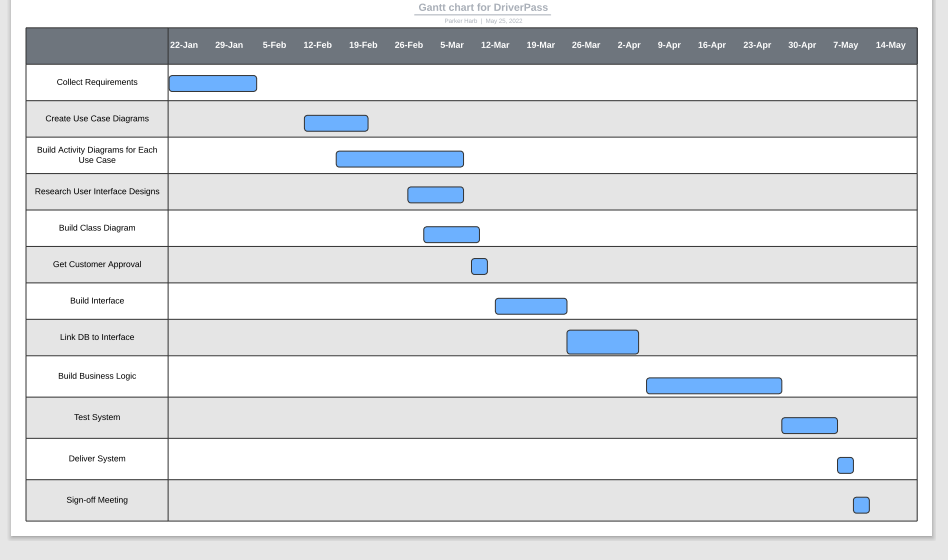 Gantt chart for DriverPass
Parker Harb | May 25, 2022
22-Jan 29-Jan 5-Feb 12-Feb 19-Feb 26-Feb 5-Mar 12-Mar 19-Mar 26-Mar 2-Apr 9-Apr 16-Apr 23-Apr 30-Apr 7-May 14-May
Collect Requirements
Create Use Case Diagrams
Build Activity Diagrams for Each
Use Case
Research User Interface Designs
Build Class Diagram
Get Customer Approval
Build Interface
Link DB to Interface
Build Business Logic
Test System
Deliver System
Sign-off Meeting